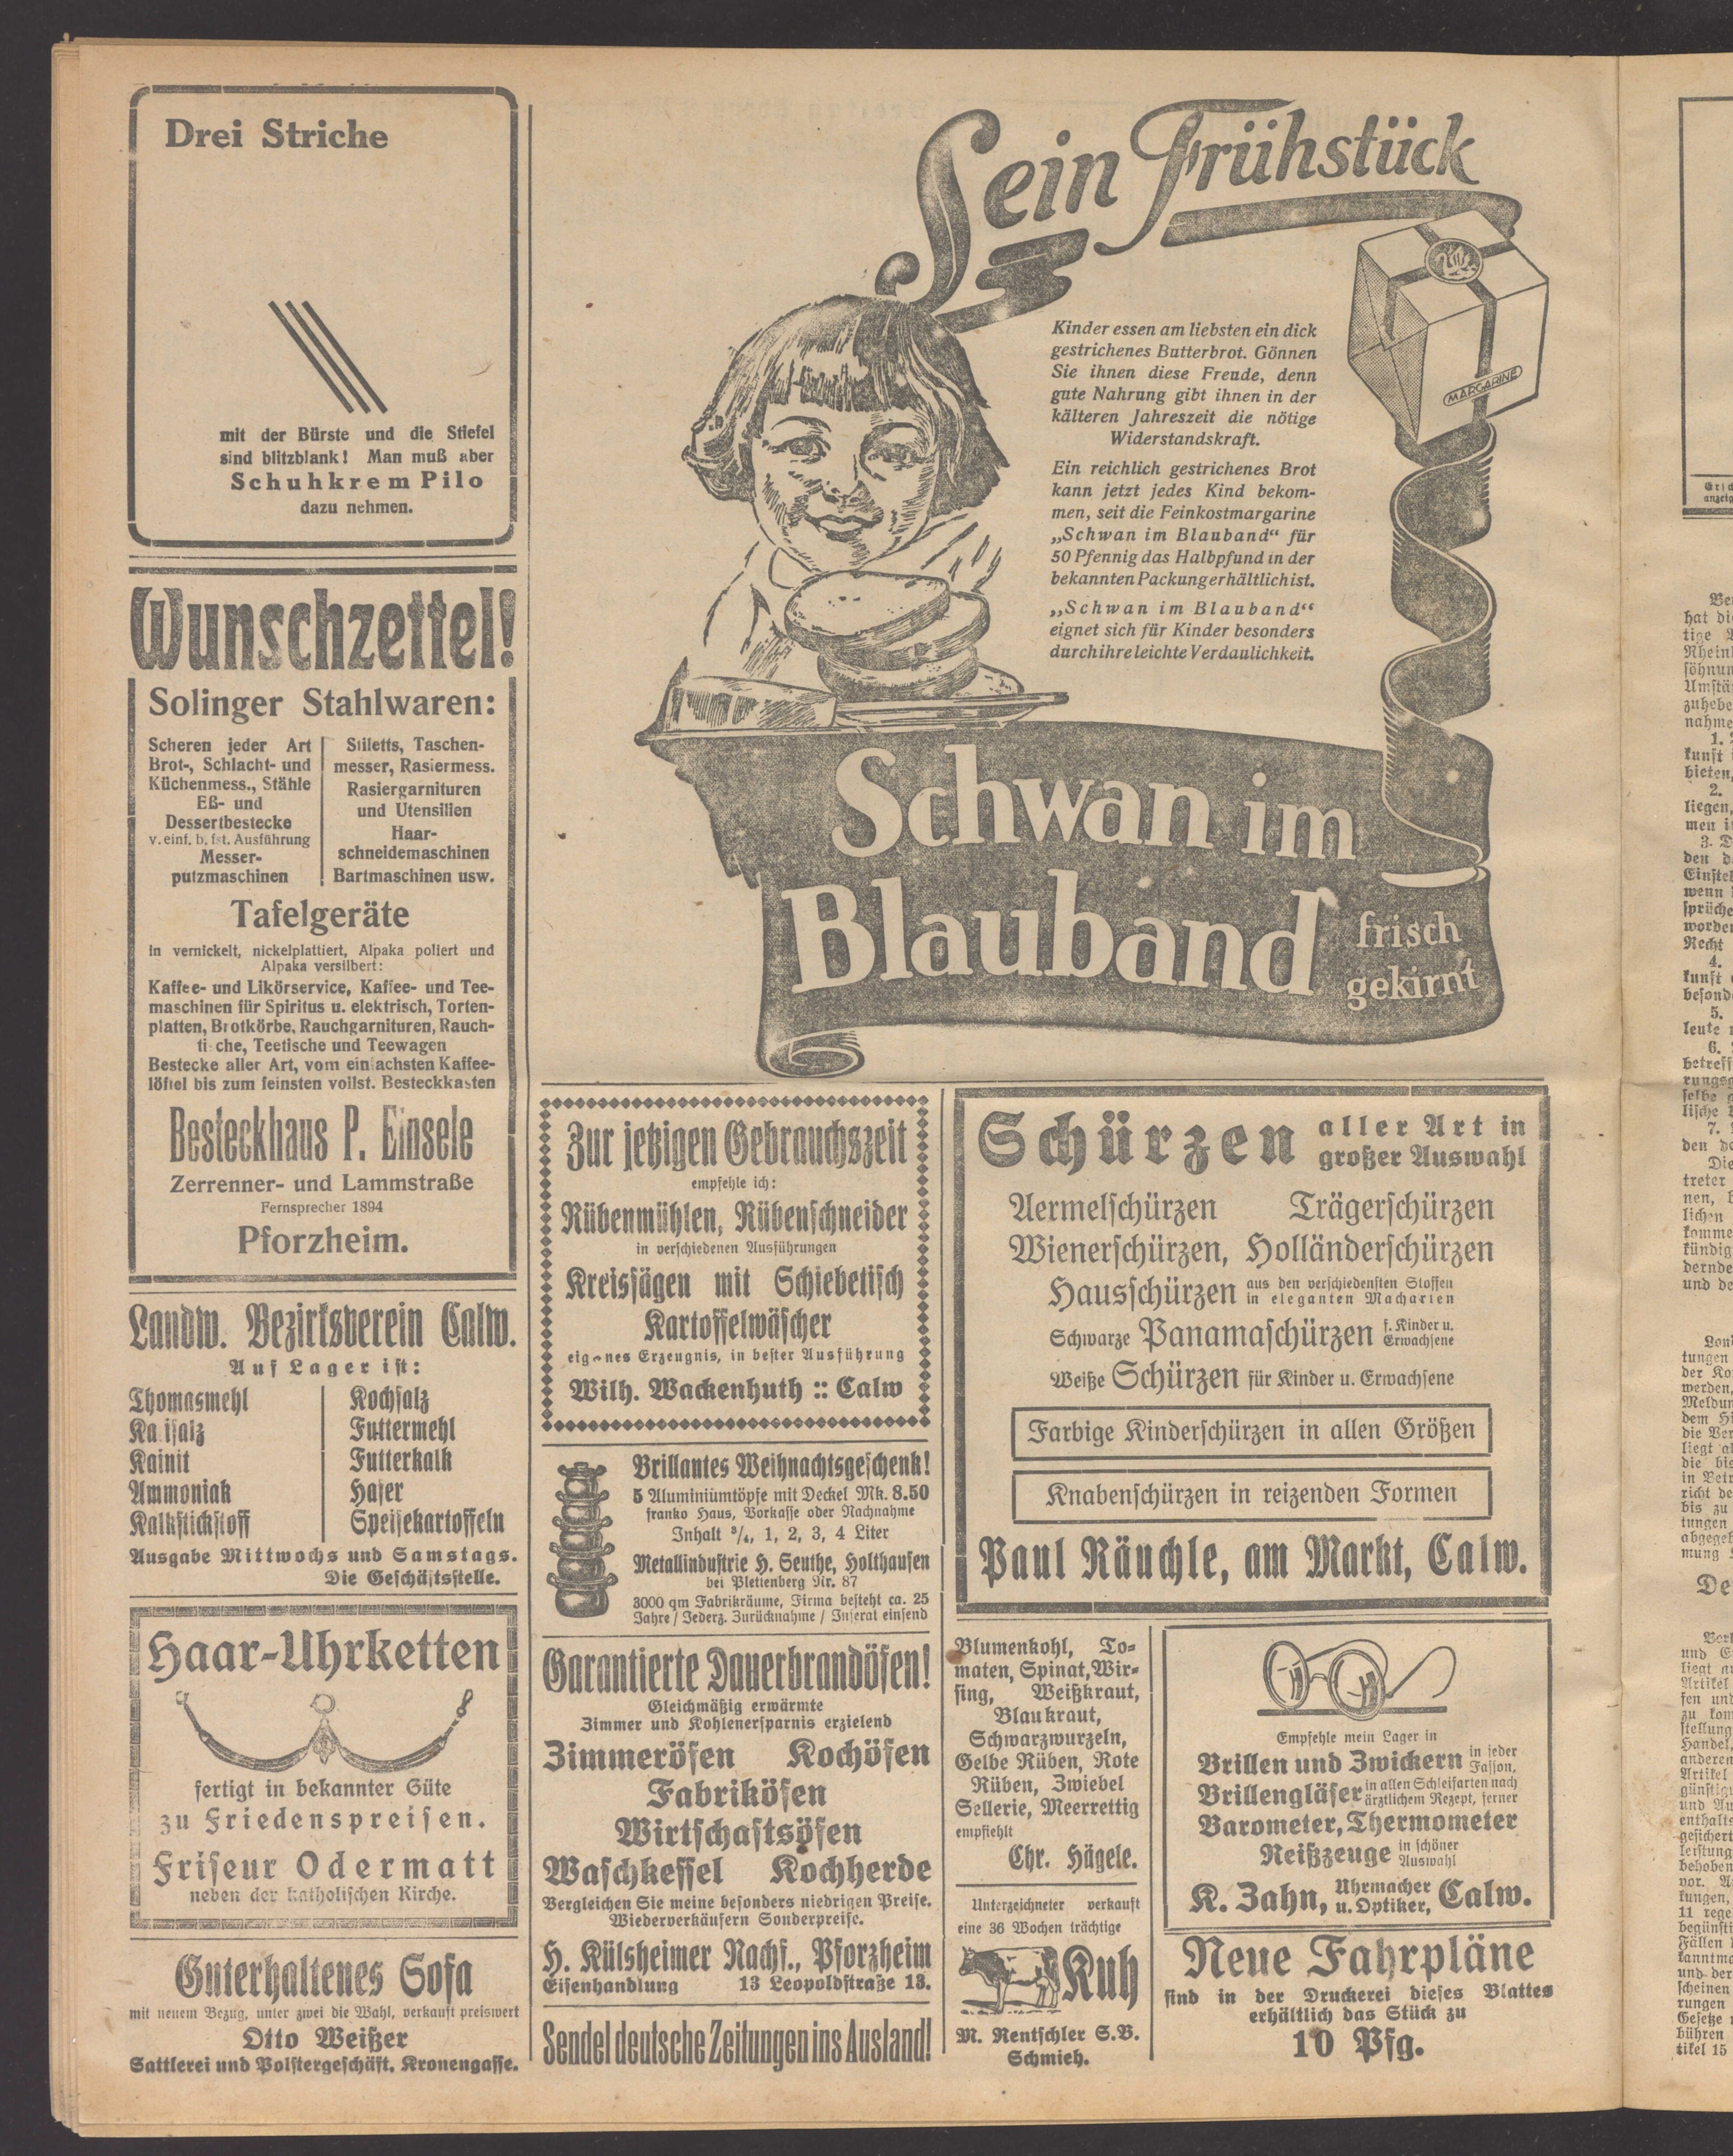 Drei Striche
mit der Bürste und die Stiefel
sind blitzblank! Man muß aber
Schuhkrem Pilo
dazu nehmen.
Wunschzettel!
Solinger Stahlwaren:
Scheren jeder Art
Brot-, Schlacht- und
Küchenmess., Stähle
Eß- und
Dessertbestecke
v. einf. b. fst. Ausführung
Messer-
putzmaschinen
Stiletts, Taschen-
messer, Rasiermess.
Rasiergarnituren
und Utensilien
Haar-
schneidemaschinen
Bartmaschinen usw.
Tafelgeräte
in vernickelt, nickelplattiert, Alpaka poliert und
Alpaka versilbert:
Kaffee- und Likörservice, Kaffee- und Tee-
maschinen für Spiritus u. elektrisch, Torten-
platten, Brotkörbe, Rauchgarnituren, Rauch-
tische, Teetische und Teewagen
Bestecke aller Art, vom einfachsten Kaffee-
löffel bis zum feinsten vollst. Besteckkasten
Besteckhaus P. Einsele
Zerrenner- und Lammstraße
Fernsprecher 1894
Pforzheim.
Landw. Bezirksverein Calw.
Auf Lager ist:
Thomasmehl
Kalisalz
Kainit
Ammoniak
Kalkstickstoff
Kochsalz
Futtermehl
Futterkalk
Hafer
Speisekartoffeln
Ausgabe Mittwochs und Samstags.
Die Geschäftsstelle.
Haar-Uhrketten
fertigt in bekannter Güte
zu Friedenspreisen.
Friseur Odermatt
neben der katholischen Kirche.
Guterhaltenes Sofa
mit neuem Bezug, unter zwei die Wahl, verkauft preiswert
Otto Weißer
Sattlerei und Polstergeschäft, Kronengasse.
Sein Frühstück
MARGARINE
Kinder essen am liebsten ein dick
gestrichenes Butterbrot. Gönnen
Sie ihnen diese Freude, denn
gute Nahrung gibt ihnen in der
kälteren Jahreszeit die nötige
Widerstandskraft.
Ein reichlich gestrichenes Brot
kann jetzt jedes Kind bekom-
men, seit die Feinkostmargarine
„Schwan im Blauband“ für
50 Pfennig das Halbpfund in der
bekannten Packung erhältlich ist.
„Schwan im Blauband“
eignet sich für Kinder besonders
durch ihre leichte Verdaulichkeit.
Schwan im
Blauband frisch
gekirnt
Zur jetzigen Gebrauchszeit
empfehle ich:
Rübenmühlen, Rübenschneider
in verschiedenen Ausführungen
Kreissägen mit Schiebetisch
Kartoffelwäscher
eigenes Erzeugnis, in bester Ausführung
Wilh. Wackenhuth :: Calw
Brillantes Weihnachtsgeschenk!
5 Aluminiumtöpfe mit Deckel Mk. 8.50
franko Haus, Vorkasse oder Nachnahme
Inhalt ³/₄, 1, 2, 3, 4 Liter
Metallindustrie H. Seuthe, Holthausen
bei Plettenberg Nr. 87
3000 qm Fabrikräume, Firma besteht ca. 25
Jahre / Jederz. Zurücknahme / Inserat einsend
Garantierte Dauerbrandöfen!
Gleichmäßig erwärmte
Zimmer und Kohlenersparnis erzielend
Zimmeröfen Kochöfen
Fabriköfen
Wirtschaftsöfen
Waschkessel Kochherde
Vergleichen Sie meine besonders niedrigen Preise.
Wiederverkäufern Sonderpreise.
H. Külsheimer Nachf., Pforzheim
Eisenhandlung 13 Leopoldstraße 13.
Sendet deutsche Zeitungen ins Ausland!
Schürzen aller Art in
großer Auswahl
Aermelschürzen Trägerschürzen
Wienerschürzen, Holländerschürzen
Hausschürzen aus den verschiedensten Stoffen
in eleganten Macharten
Schwarze Panamaschürzen f. Kinder u.
Erwachsene
Weiße Schürzen für Kinder u. Erwachsene
Farbige Kinderschürzen in allen Größen
Knabenschürzen in reizenden Formen
Paul Räuchle, am Markt, Calw.
Blumenkohl, To-
maten, Spinat, Wir-
sing, Weißkraut,
Blaukraut,
Schwarzwurzeln,
Gelbe Rüben, Rote
Rüben, Zwiebel
Sellerie, Meerrettig
empfiehlt
Chr. Hägele.
Unterzeichneter verkauft
eine 36 Wochen trächtige
Kuh
M. Rentschler S.B.
Schmieh.
Empfehle mein Lager in
Brillen und Zwickern in jeder
Fasson,
Brillengläser in allen Schleifarten nach
ärztlichem Rezept, ferner
Barometer, Thermometer
Reißzeuge in schöner
Auswahl
K. Zahn, Uhrmacher
u. Optiker, Calw.
Neue Fahrpläne
sind in der Druckerei dieses Blattes
erhältlich das Stück zu
10 Pfg.